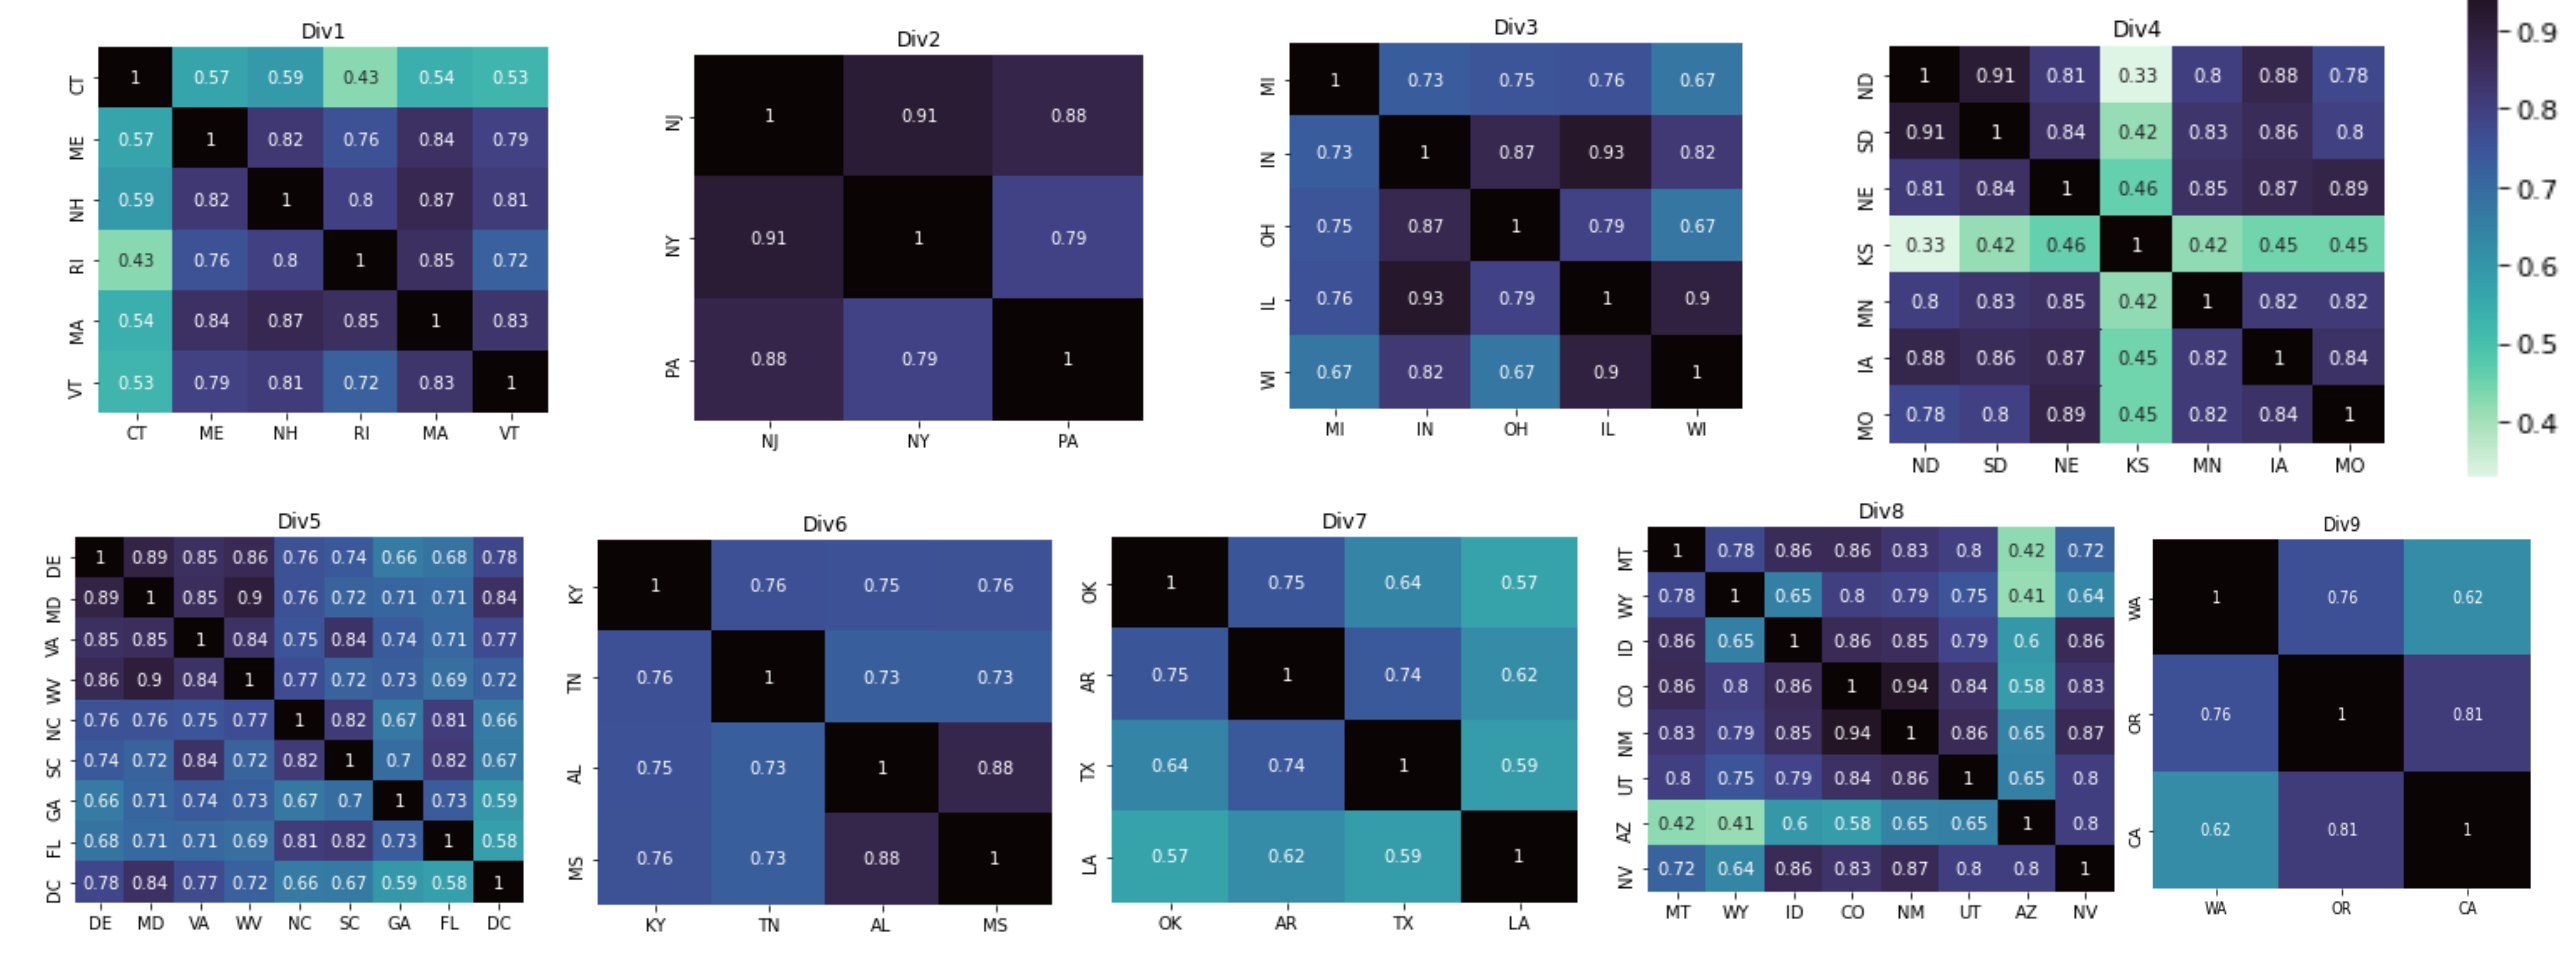 Div1
CT 1 0.57 0.59 0.43 0.54 0.53
ME 0.57 1 0.82 0.76 0.84 0.79
NH 0.59 0.82 1 0.8 0.87 0.81
RI 0.43 0.76 0.8 1 0.85 0.72
MA 0.54 0.84 0.87 0.85 1 0.83
VT 0.53 0.79 0.81 0.72 0.83 1
CT ME NH RI MA VT
Div2
NJ 1 0.91 0.88
NY 0.91 1 0.79
PA 0.88 0.79 1
NJ NY PA
Div3
MI 1 0.73 0.75 0.76 0.67
IN 0.73 1 0.87 0.93 0.82
OH 0.75 0.87 1 0.79 0.67
IL 0.76 0.93 0.79 1 0.9
WI 0.67 0.82 0.67 0.9 1
MI IN OH IL WI
Div4
ND 1 0.91 0.81 0.33 0.8 0.88 0.78
SD 0.91 1 0.84 0.42 0.83 0.86 0.8
NE 0.81 0.84 1 0.46 0.85 0.87 0.89
KS 0.33 0.42 0.46 1 0.42 0.45 0.45
MN 0.8 0.83 0.85 0.42 1 0.82 0.82
IA 0.88 0.86 0.87 0.45 0.82 1 0.84
MO 0.78 0.8 0.89 0.45 0.82 0.84 1
ND SD NE KS MN IA MO
0.9
0.8
0.7
0.6
0.5
0.4
Div5
DE 1 0.89 0.85 0.86 0.76 0.74 0.66 0.68 0.78
MD 0.89 1 0.85 0.9 0.76 0.72 0.71 0.71 0.84
VA 0.85 0.85 1 0.84 0.75 0.84 0.74 0.71 0.77
WV 0.86 0.9 0.84 1 0.77 0.72 0.73 0.69 0.72
NC 0.76 0.76 0.75 0.77 1 0.82 0.67 0.81 0.66
SC 0.74 0.72 0.84 0.72 0.82 1 0.7 0.82 0.67
GA 0.66 0.71 0.74 0.73 0.67 0.7 1 0.73 0.59
FL 0.68 0.71 0.71 0.69 0.81 0.82 0.73 1 0.58
DC 0.78 0.84 0.77 0.72 0.66 0.67 0.59 0.58 1
DE MD VA WV NC SC GA FL DC
Div6
KY 1 0.76 0.75 0.76
TN 0.76 1 0.73 0.73
AL 0.75 0.73 1 0.88
MS 0.76 0.73 0.88 1
KY TN AL MS
Div7
OK 1 0.75 0.64 0.57
AR 0.75 1 0.74 0.62
TX 0.64 0.74 1 0.59
LA 0.57 0.62 0.59 1
OK AR TX LA
Div8
MT 1 0.78 0.86 0.86 0.83 0.8 0.42 0.72
WY 0.78 1 0.65 0.8 0.79 0.75 0.41 0.64
ID 0.86 0.65 1 0.86 0.85 0.79 0.6 0.86
CO 0.86 0.8 0.86 1 0.94 0.84 0.58 0.83
NM 0.83 0.79 0.85 0.94 1 0.86 0.65 0.87
UT 0.8 0.75 0.79 0.84 0.86 1 0.65 0.8
AZ 0.42 0.41 0.6 0.58 0.65 0.65 1 0.8
NV 0.72 0.64 0.86 0.83 0.87 0.8 0.8 1
MT WY ID CO NM UT AZ NV
Div9
WA 1 0.76 0.62
OR 0.76 1 0.81
CA 0.62 0.81 1
WA OR CA